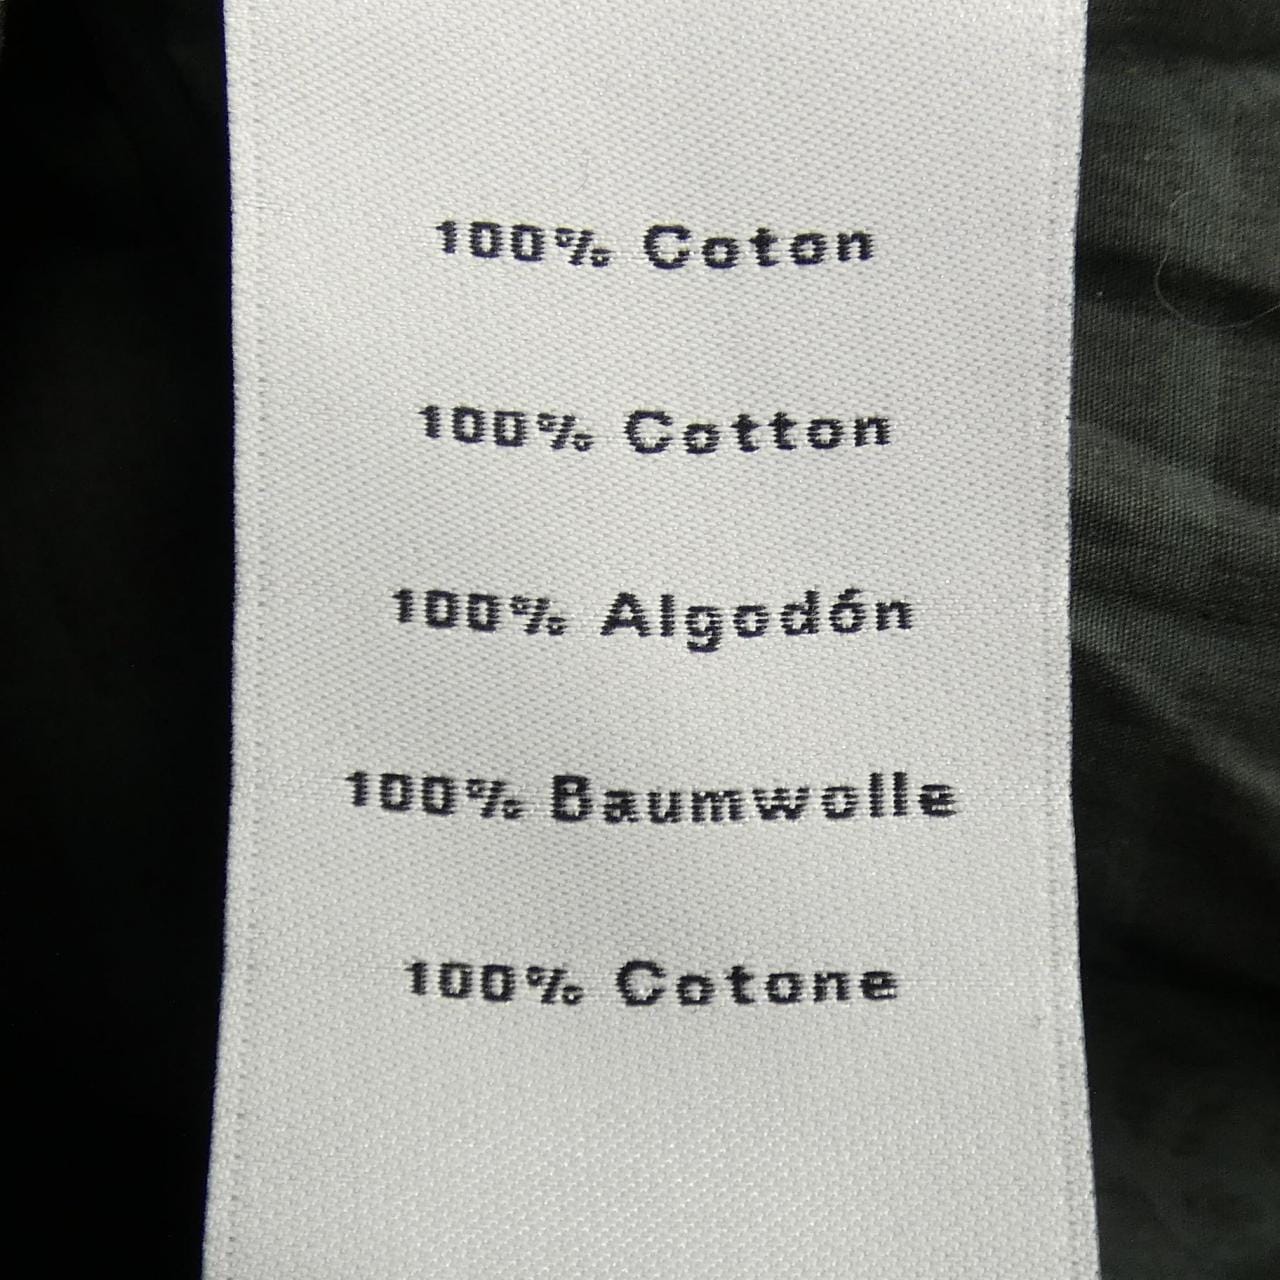 100% Coton
100% Cotton
100% Algodón
100% Baumwolle
100% Cotone